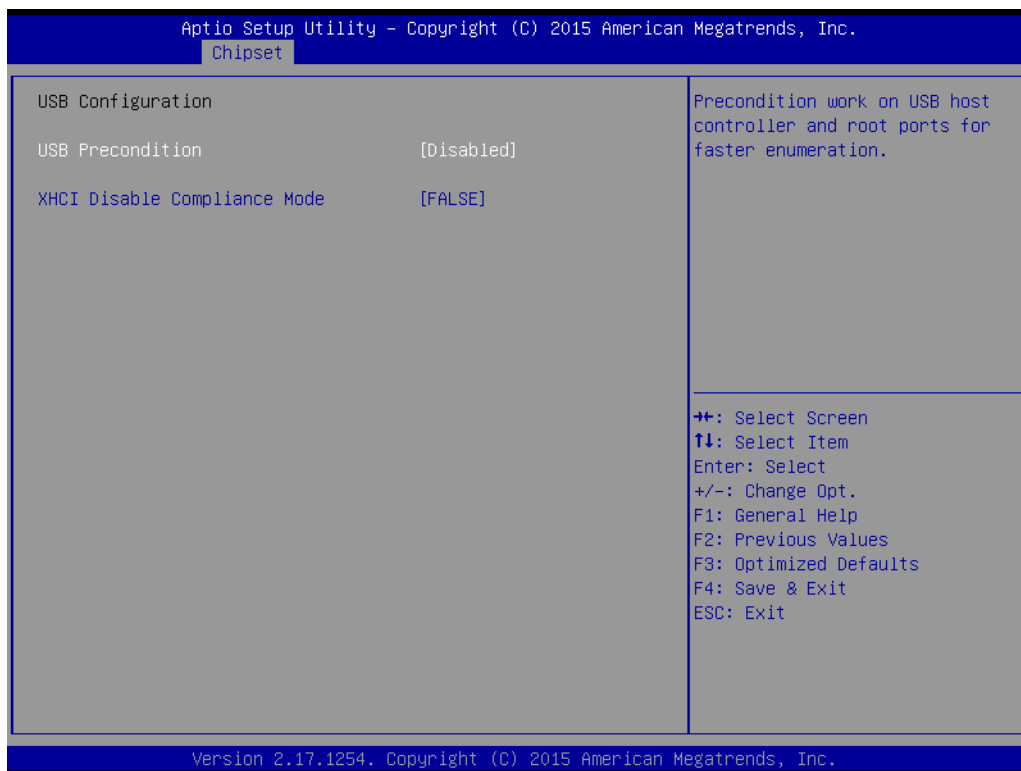 Aptio Setup Utility – Copyright (C) 2015 American Megatrends, Inc.
Chipset
USB Configuration
USB Precondition [Disabled]
XHCI Disable Compliance Mode [FALSE]
Precondition work on USB host
controller and root ports for
faster enumeration.
→←: Select Screen
↑↓: Select Item
Enter: Select
+/-: Change Opt.
F1: General Help
F2: Previous Values
F3: Optimized Defaults
F4: Save & Exit
ESC: Exit
Version 2.17.1254. Copyright (C) 2015 American Megatrends, Inc.